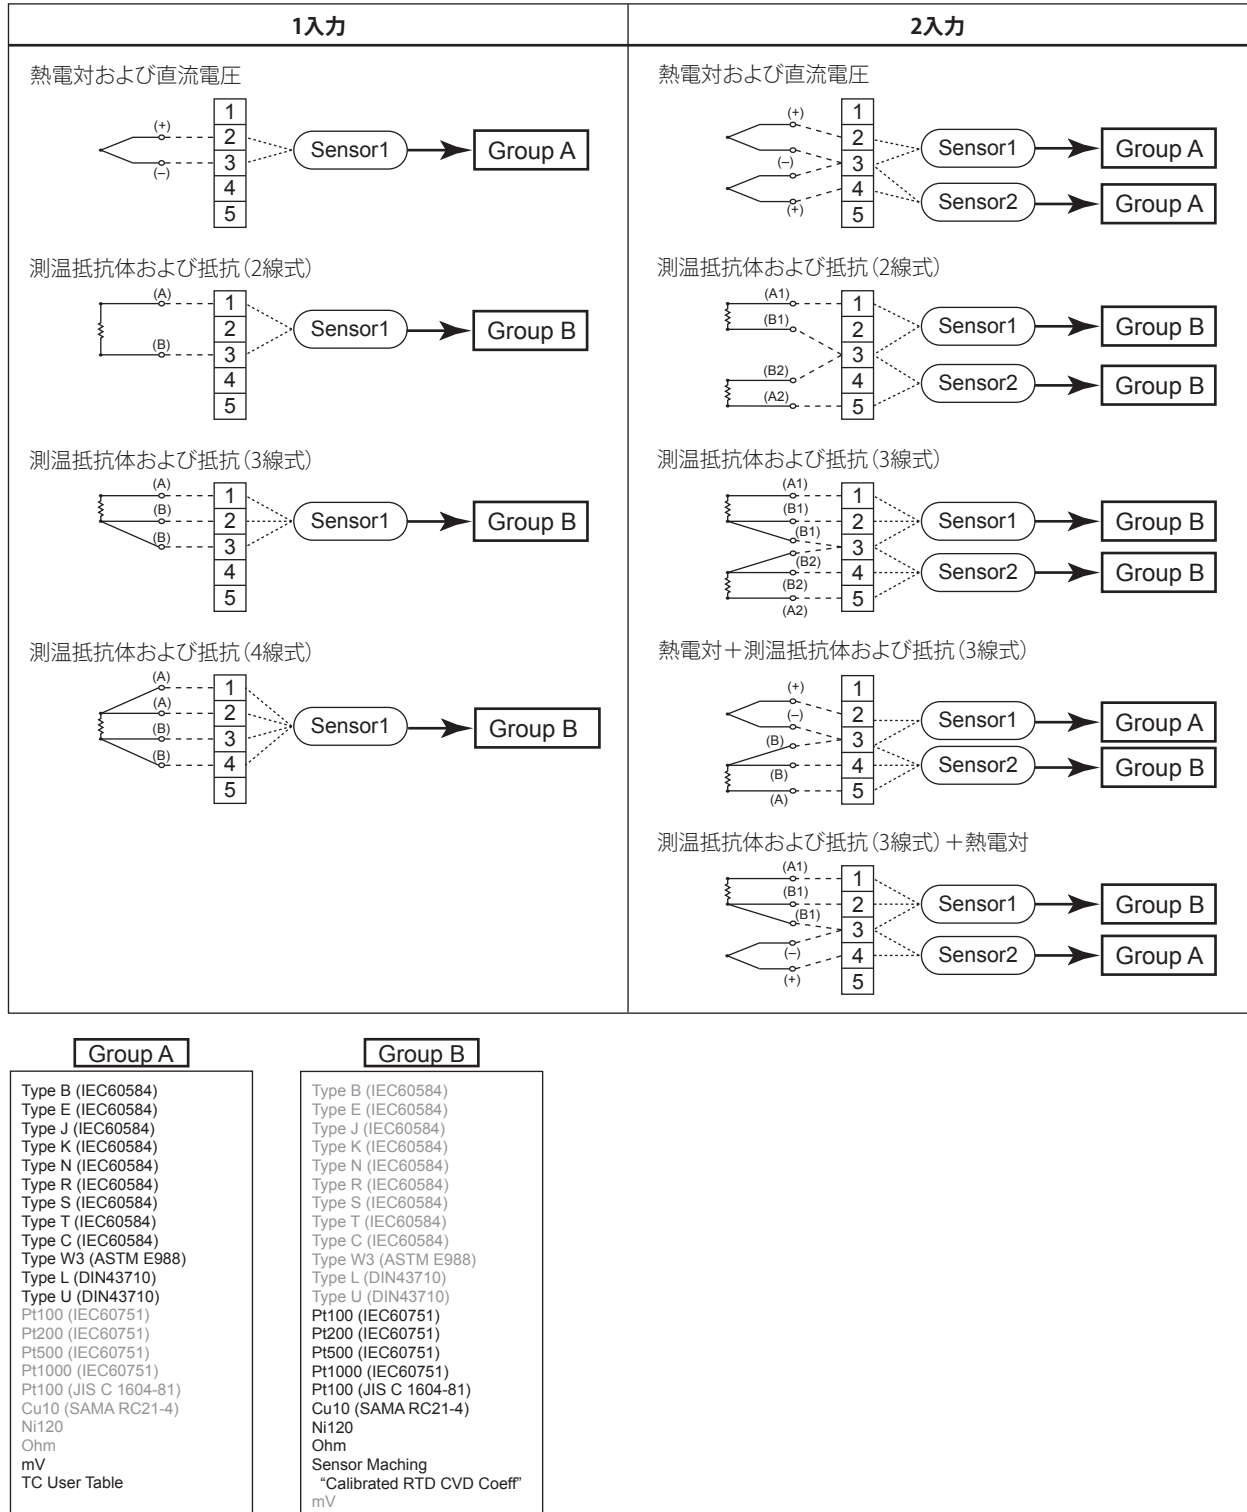 1入力
熱電対および直流電圧
(+)
(–)
1
2
3
4
5
Sensor1
Group A
測温抵抗体および抵抗(2線式)
(A)
(B)
1
2
3
4
5
Sensor1
Group B
測温抵抗体および抵抗(3線式)
(A)
(B)
(B)
1
2
3
4
5
Sensor1
Group B
測温抵抗体および抵抗(4線式)
(A)
(A)
(B)
(B)
1
2
3
4
5
Sensor1
Group B
2入力
熱電対および直流電圧
(+)
(–)
(+)
1
2
3
4
5
Sensor1
Group A
Sensor2
Group A
測温抵抗体および抵抗(2線式)
(A1)
(B1)
(B2)
(A2)
1
2
3
4
5
Sensor1
Group B
Sensor2
Group B
測温抵抗体および抵抗(3線式)
(A1)
(B1)
(B1)
(B2)
(B2)
(A2)
1
2
3
4
5
Sensor1
Group B
Sensor2
Group B
熱電対+測温抵抗体および抵抗(3線式)
(+)
(–)
(B)
(B)
(A)
1
2
3
4
5
Sensor1
Group A
Sensor2
Group B
測温抵抗体および抵抗(3線式)+熱電対
(A1)
(B1)
(B1)
(–)
(+)
1
2
3
4
5
Sensor1
Group B
Sensor2
Group A
Group A
Type B (IEC60584)
Type E (IEC60584)
Type J (IEC60584)
Type K (IEC60584)
Type N (IEC60584)
Type R (IEC60584)
Type S (IEC60584)
Type T (IEC60584)
Type C (IEC60584)
Type W3 (ASTM E988)
Type L (DIN43710)
Type U (DIN43710)
Pt100 (IEC60751)
Pt200 (IEC60751)
Pt500 (IEC60751)
Pt1000 (IEC60751)
Pt100 (JIS C 1604-81)
Cu10 (SAMA RC21-4)
Ni120
Ohm
mV
TC User Table
Group B
Type B (IEC60584)
Type E (IEC60584)
Type J (IEC60584)
Type K (IEC60584)
Type N (IEC60584)
Type R (IEC60584)
Type S (IEC60584)
Type T (IEC60584)
Type C (IEC60584)
Type W3 (ASTM E988)
Type L (DIN43710)
Type U (DIN43710)
Pt100 (IEC60751)
Pt200 (IEC60751)
Pt500 (IEC60751)
Pt1000 (IEC60751)
Pt100 (JIS C 1604-81)
Cu10 (SAMA RC21-4)
Ni120
Ohm
Sensor Maching
“Calibrated RTD CVD Coeff”
mV